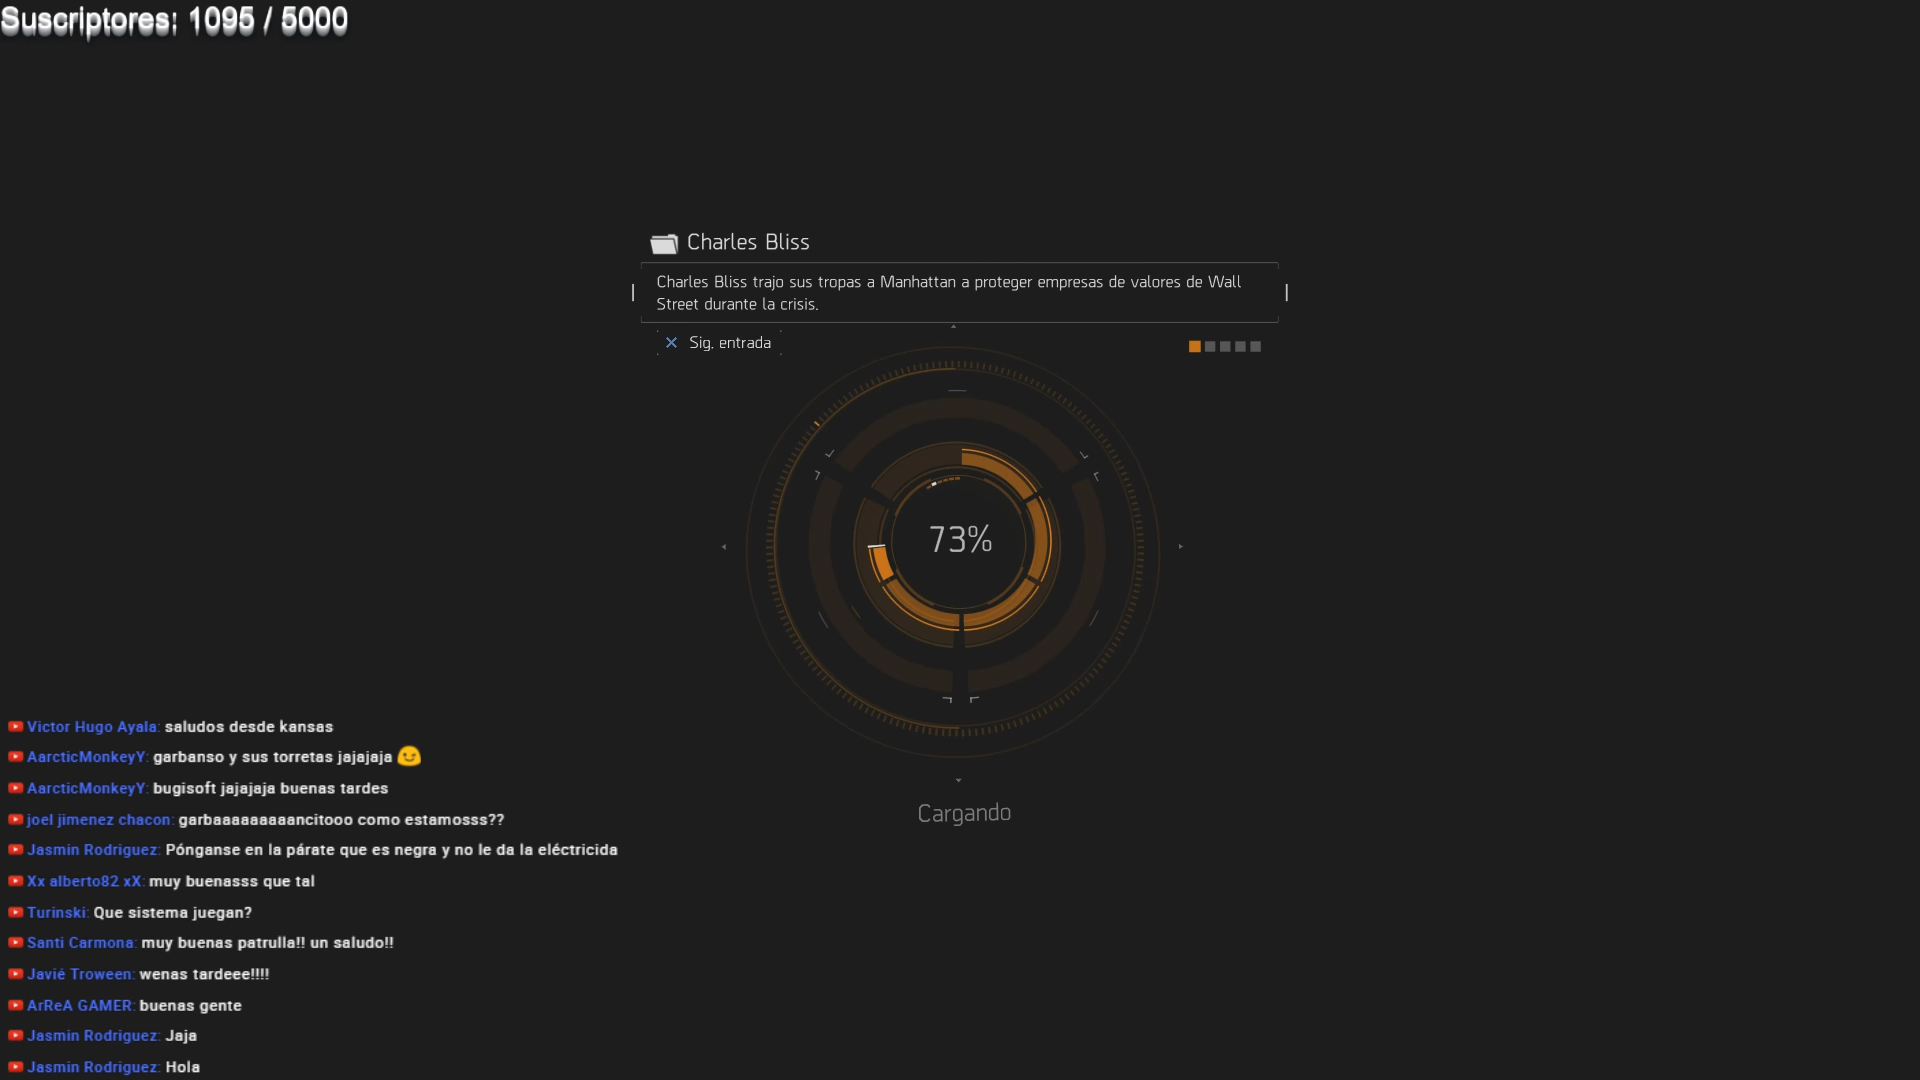 Suscriptores: 1095 / 5000
Charles Bliss
Charles Bliss trajo sus tropas a Manhattan a proteger empresas de valores de Wall
Street durante la crisis.
Sig. entrada
73%
Cargando
Victor Hugo Ayala: saludos desde kansas
AarcticMonkeyY: garbanso y sus torretas jajajaja 😉
AarcticMonkeyY: bugisoft jajajaja buenas tardes
joel jimenez chacon: garbaaaaaaaaancitooo como estamosss??
Jasmin Rodriguez: Pónganse en la párate que es negra y no le da la eléctricida
Xx alberto82 xX: muy buenasss que tal
Turinski: Que sistema juegan?
Santi Carmona: muy buenas patrulla!! un saludo!!
Javié Troween: wenas tardeee!!!!
ArReA GAMER: buenas gente
Jasmin Rodriguez: Jaja
Jasmin Rodriguez: Hola